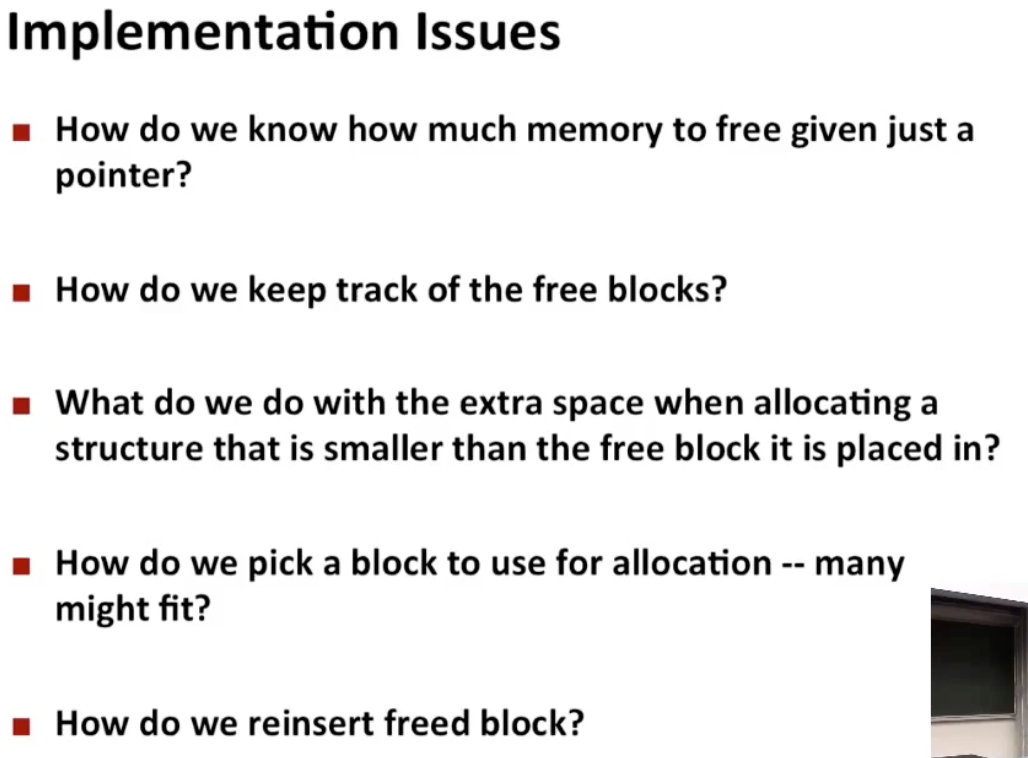 Implementation Issues
How do we know how much memory to free given just a
pointer?
How do we keep track of the free blocks?
What do we do with the extra space when allocating a
structure that is smaller than the free block it is placed in?
How do we pick a block to use for allocation -- many
might fit?
How do we reinsert freed block?